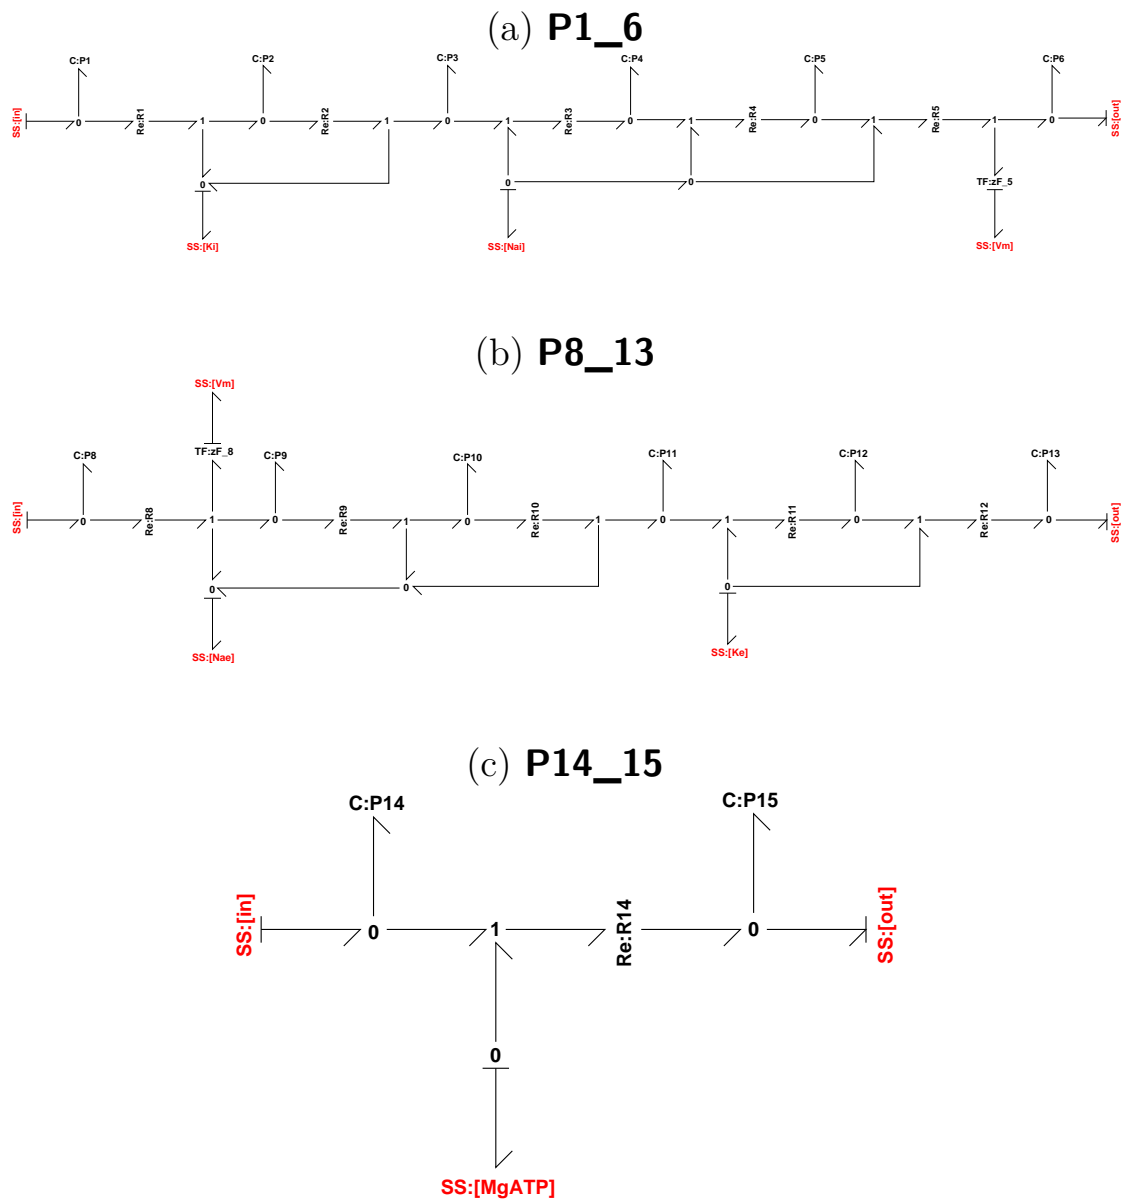 (a) P1_6
C:P1 C:P2 C:P3 C:P4 C:P5 C:P6
SS:[in] 0 Re:R1 1 0 Re:R2 1 0 1 Re:R3 0 1 Re:R4 0 1 Re:R5 1 0 SS:[out]
0 0 0 TF:zF_5
SS:[Ki] SS:[Nai] SS:[Vm]
(b) P8_13
SS:[Vm]
C:P8 TF:zF_8 C:P9 C:P10 C:P11 C:P12 C:P13
SS:[in] 0 Re:R8 1 0 Re:R9 1 0 Re:R10 1 0 1 Re:R11 0 1 Re:R12 0 SS:[out]
0 0 0
SS:[Nae] SS:[Ke]
(c) P14_15
C:P14 C:P15
SS:[in] 0 1 Re:R14 0 SS:[out]
0
SS:[MgATP]